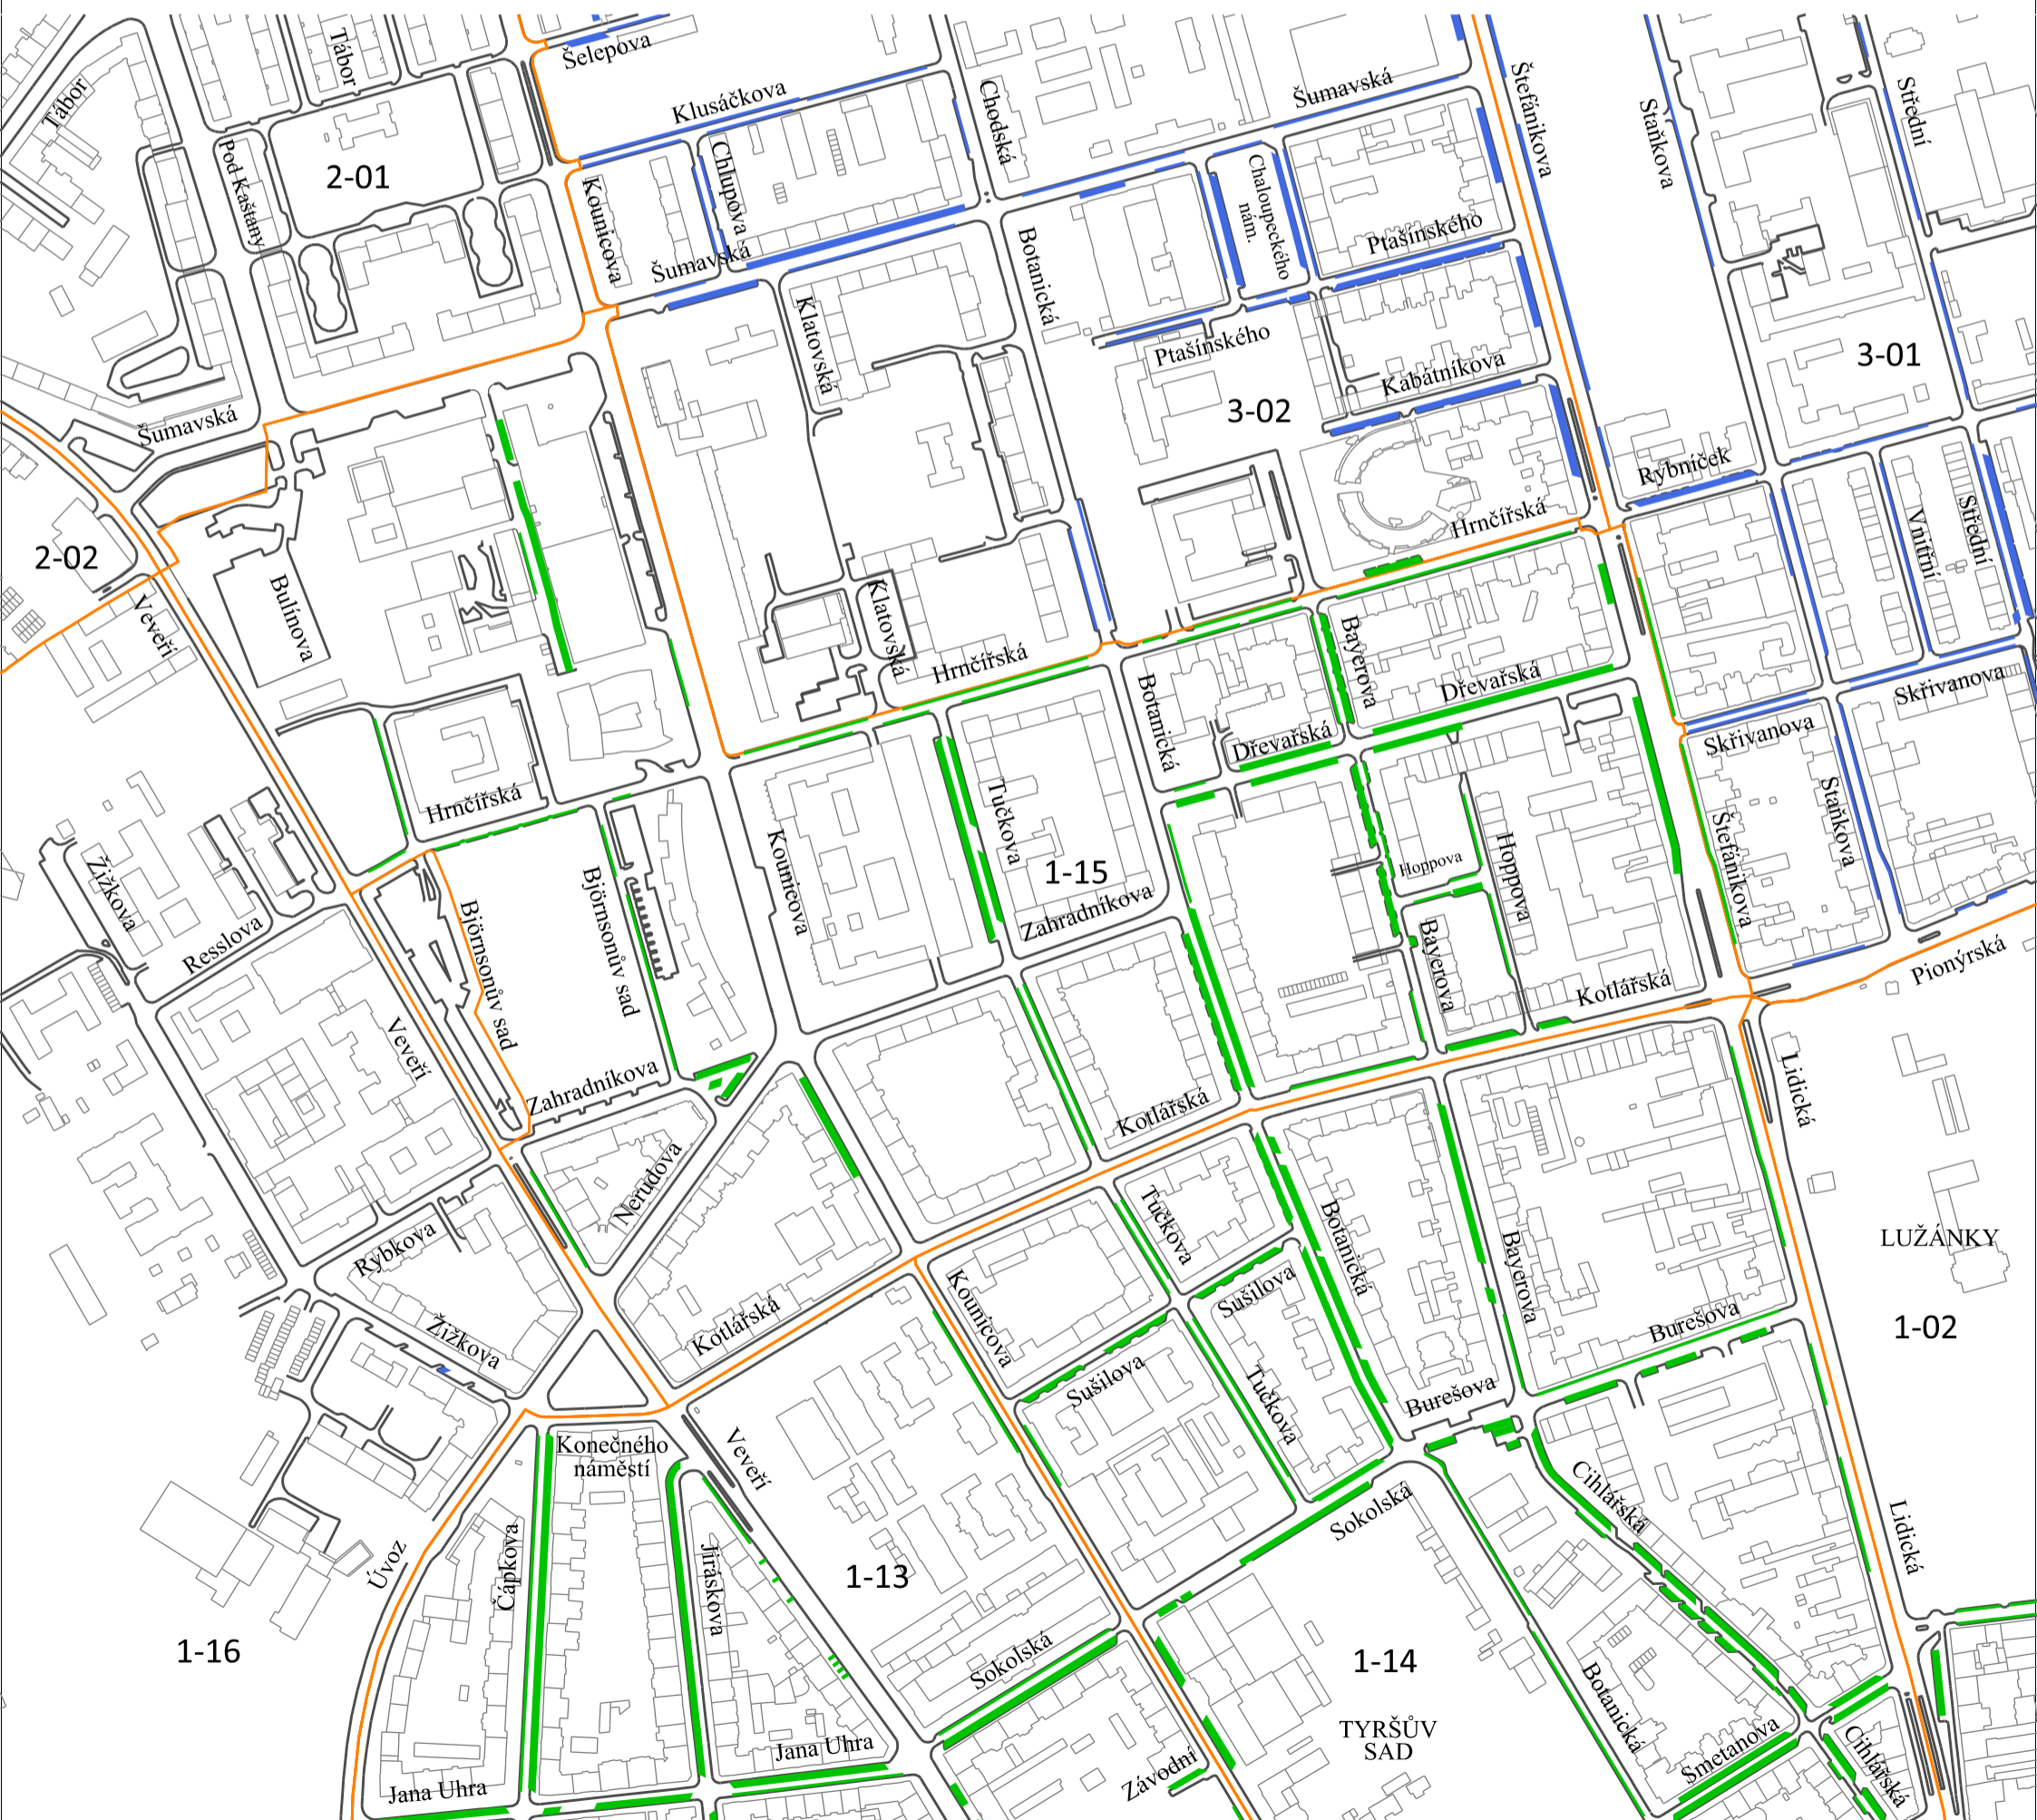 Šelepova
Tábor
Tábor
Klusáčkova
Chodská
Šumavská
Štefánikova
Staňkova
Střední
Pod Kaštany
2-01
Kounicova
Chlupova
Šumavská
Botanická
Chaloupeckého
nám.
Ptašínského
Klatovská
Ptašínského
Kabátníkova
3-02
3-01
Šumavská
Rybníček
Hrnčířská
Vnitřní
Střední
2-02
Veveří
Bulínova
Klatovská
Hrnčířská
Botanická
Bayerova
Dřevařská
Dřevařská
Skřivanova
Skřivanova
Hrnčířská
Tučkova
Kounicova
1-15
Zahradníkova
Hoppova
Hoppova
Štefánikova
Staňkova
Žižkova
Resslova
Björnsonův sad
Björnsonův sad
Bayerova
Kotlářská
Pionýrská
Veveří
Zahradníkova
Kotlářská
Lidická
Nerudova
Rybkova
Tučkova
Botanická
Bayerova
LUŽÁNKY
1-02
Žižkova
Kotlářská
Kounicova
Sušilova
Sušilova
Burešova
Tučkova
Burešova
Konečného
náměstí
Veveří
Sokolská
Cihlářská
Lidická
Úvoz
Čápkova
Jiráskova
1-13
1-16
Sokolská
1-14
Botanická
TYRŠŮV
SAD
Jana Uhra
Jana Uhra
Závodní
Smetanova
Cihlářská